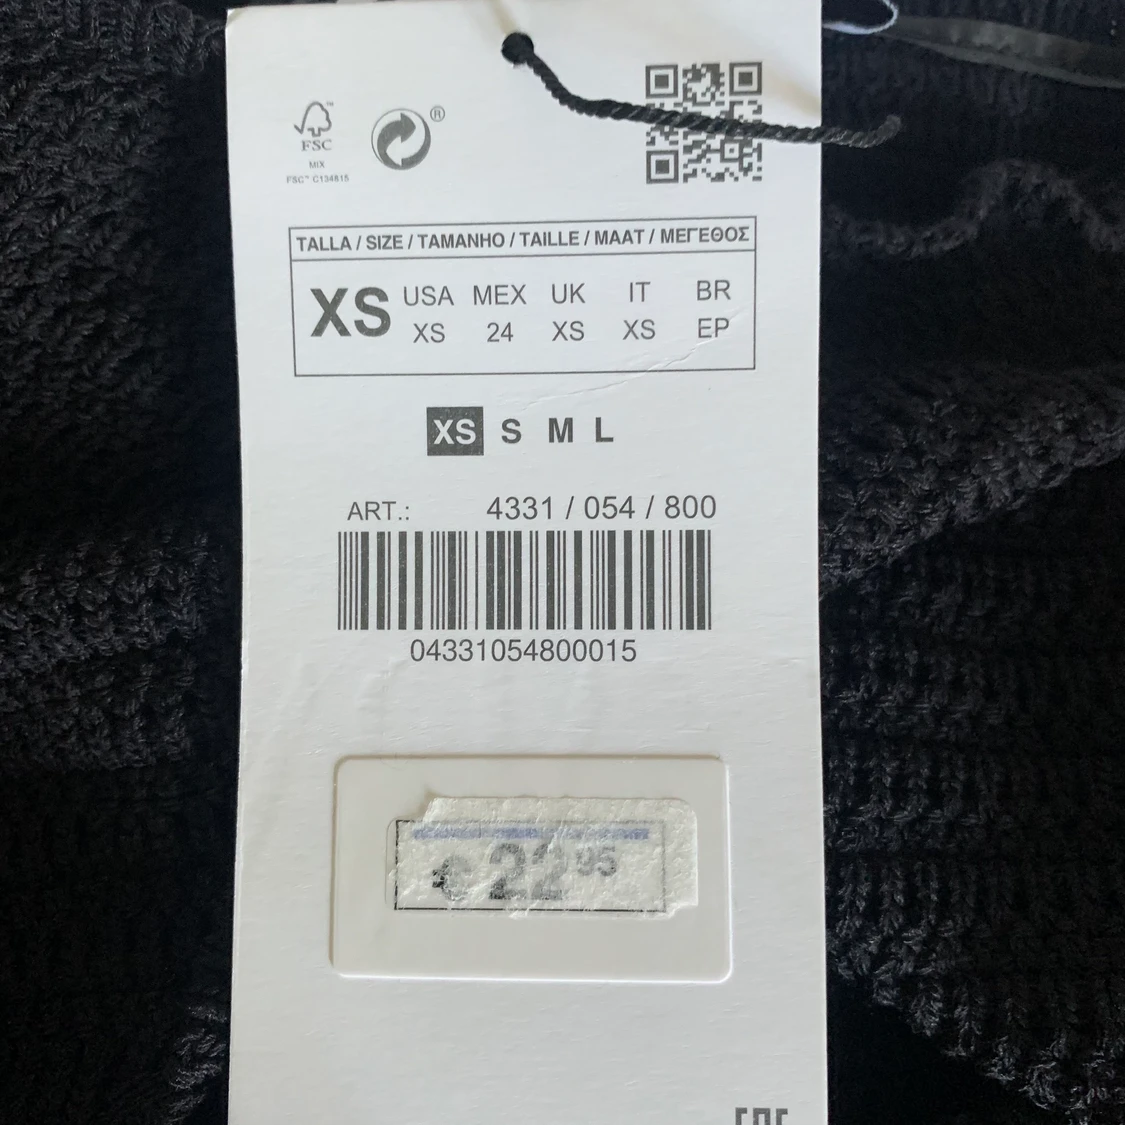 ®
FSC
MIX
FSC™ C134815
TALLA / SIZE / TAMANHO / TAILLE / MAAT / ΜΕΓΕΘΟΣ
XS
USA MEX UK IT BR
XS 24 XS XS EP
XS S M L
ART.: 4331 / 054 / 800
04331054800015
€ 22 95